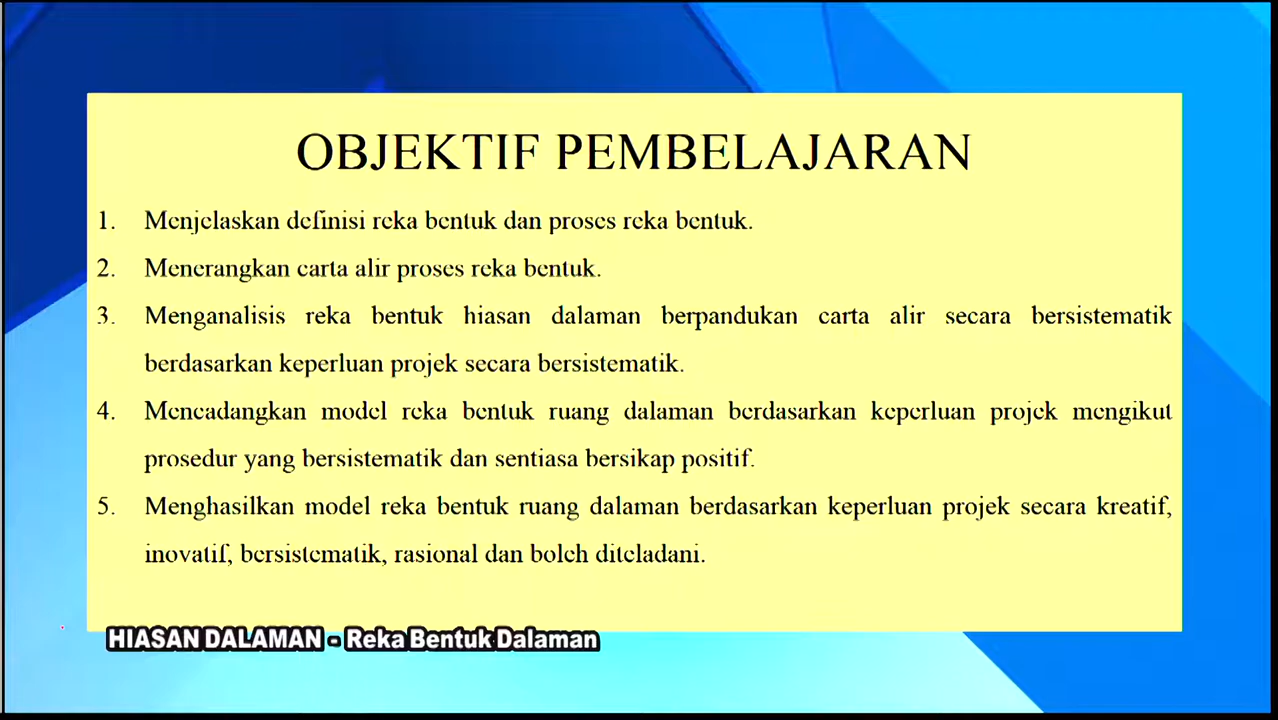 OBJEKTIF PEMBELAJARAN
1. Menjelaskan definisi reka bentuk dan proses reka bentuk.
2. Menerangkan carta alir proses reka bentuk.
3. Menganalisis reka bentuk hiasan dalaman berpandukan carta alir secara bersistematik
berdasarkan keperluan projek secara bersistematik.
4. Mencadangkan model reka bentuk ruang dalaman berdasarkan keperluan projek mengikut
prosedur yang bersistematik dan sentiasa bersikap positif.
5. Menghasilkan model reka bentuk ruang dalaman berdasarkan keperluan projek secara kreatif,
inovatif, bersistematik, rasional dan boleh diteladani.
HIASAN DALAMAN - Reka Bentuk Dalaman